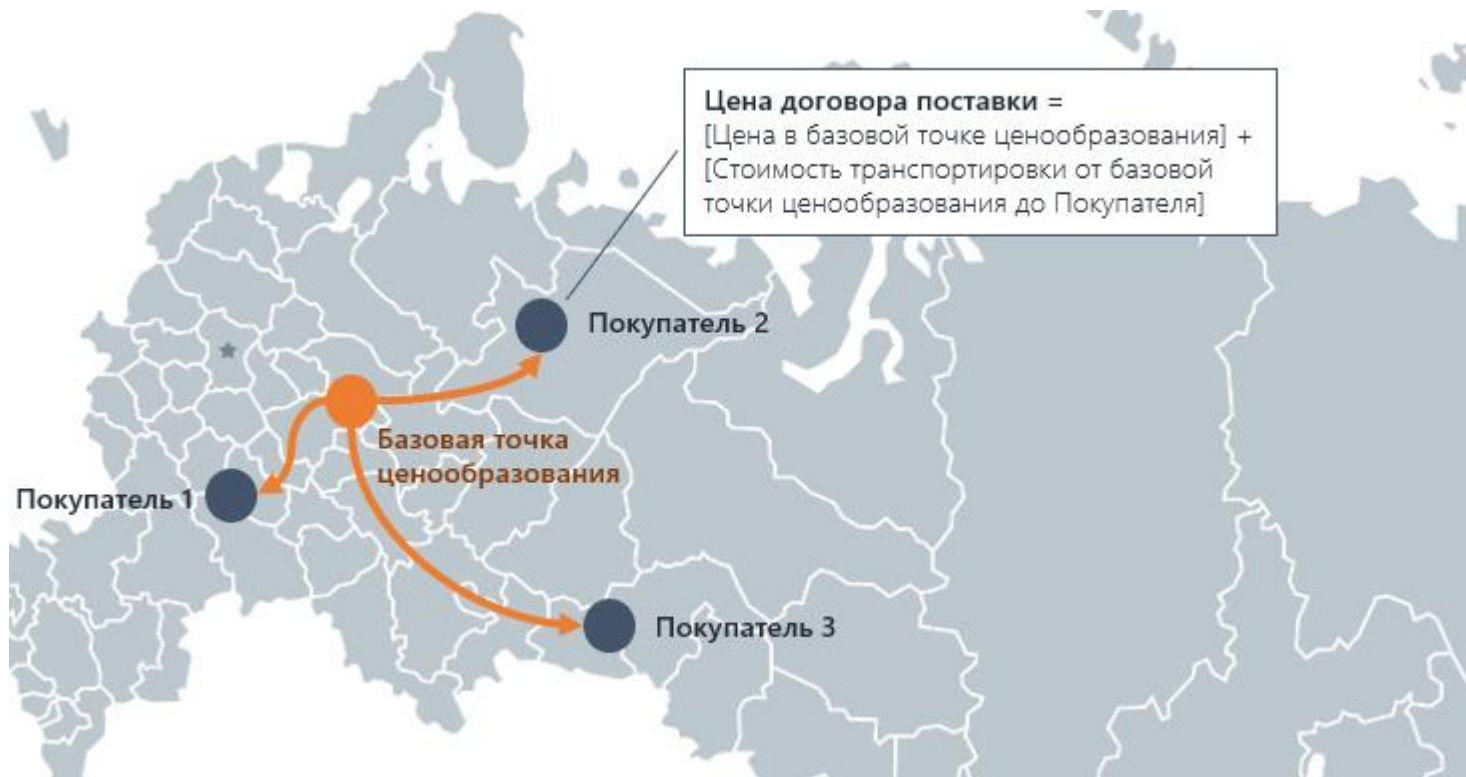 Цена договора поставки =
[Цена в базовой точке ценообразования] +
[Стоимость транспортировки от базовой
точки ценообразования до Покупателя]
Покупатель 2
Базовая точка
ценообразования
Покупатель 1
Покупатель 3